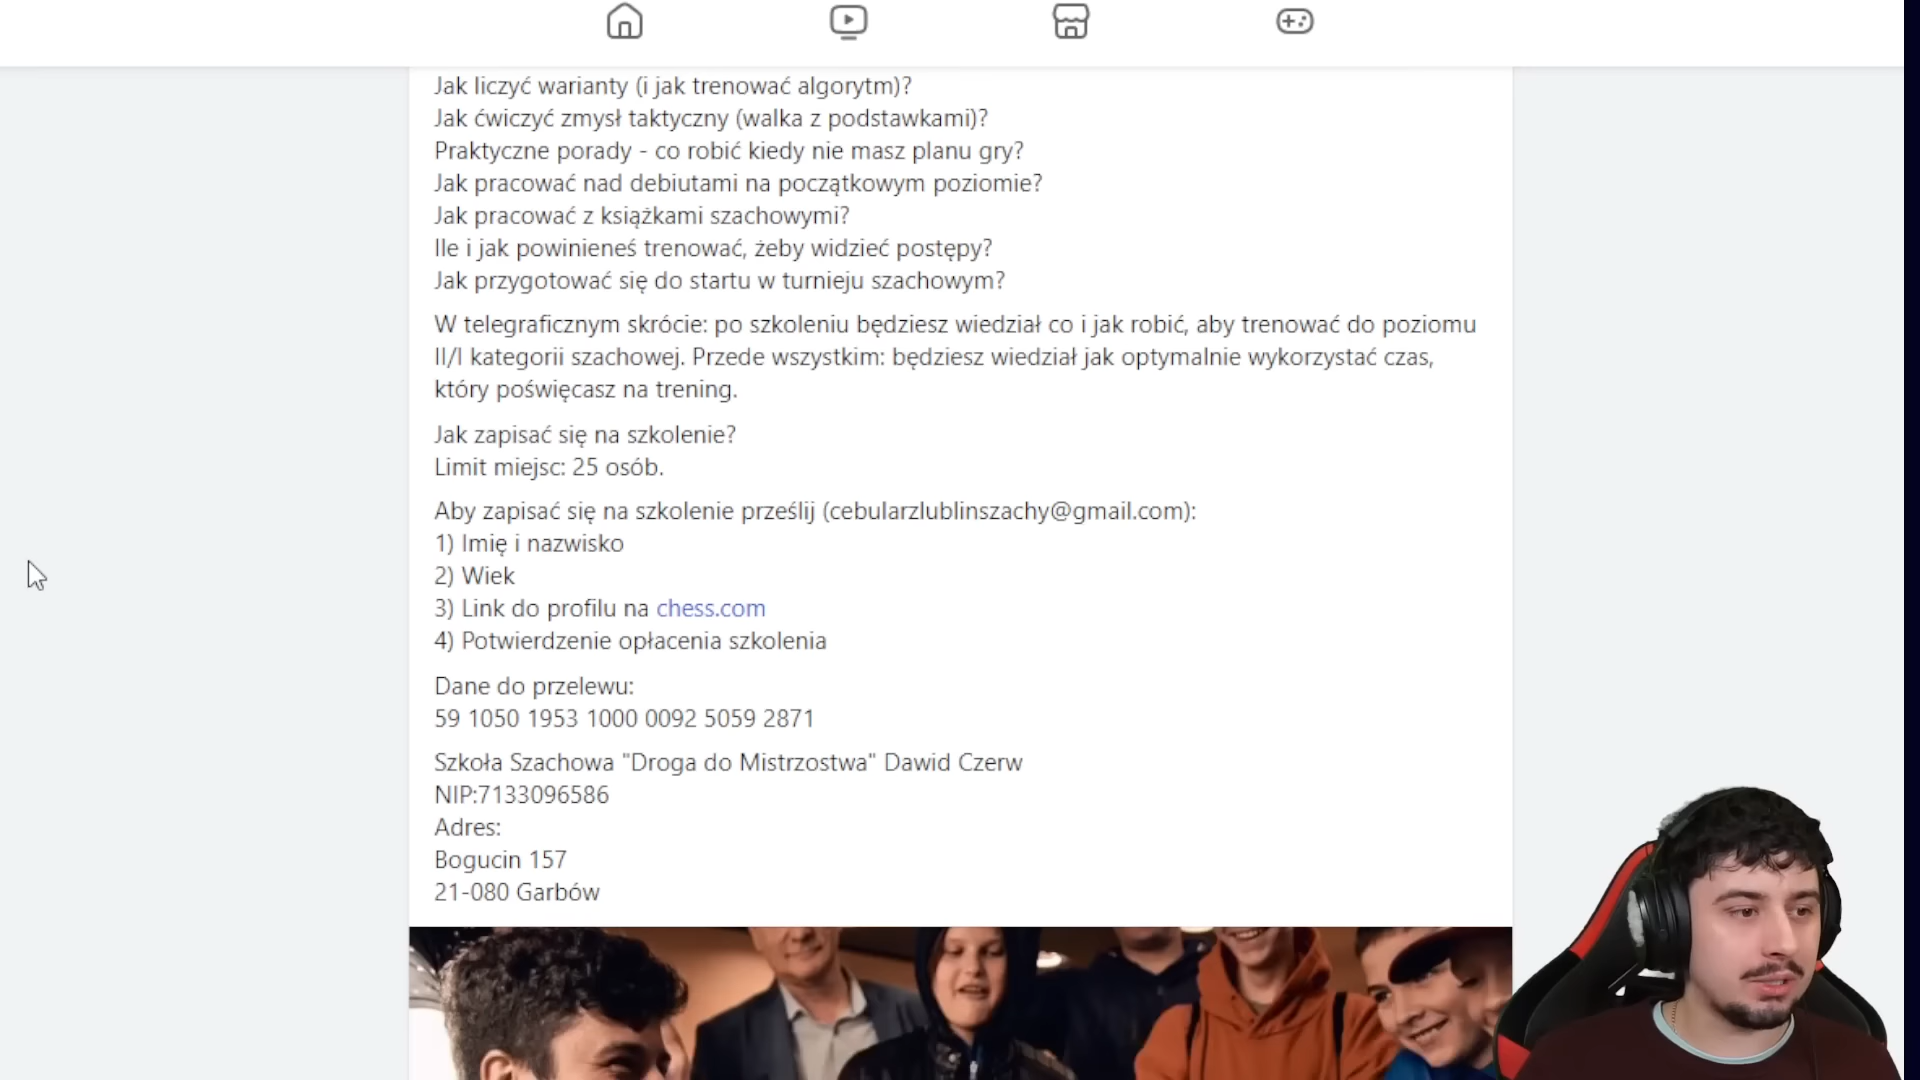 Jak liczyć warianty (i jak trenować algorytm)?
Jak ćwiczyć zmysł taktyczny (walka z podstawkami)?
Praktyczne porady - co robić kiedy nie masz planu gry?
Jak pracować nad debiutami na początkowym poziomie?
Jak pracować z książkami szachowymi?
Ile i jak powinieneś trenować, żeby widzieć postępy?
Jak przygotować się do startu w turnieju szachowym?
W telegraficznym skrócie: po szkoleniu będziesz wiedział co i jak robić, aby trenować do poziomu
II/I kategorii szachowej. Przede wszystkim: będziesz wiedział jak optymalnie wykorzystać czas,
który poświęcasz na trening.
Jak zapisać się na szkolenie?
Limit miejsc: 25 osób.
Aby zapisać się na szkolenie prześlij (cebularzlublinszachy@gmail.com):
1) Imię i nazwisko
2) Wiek
3) Link do profilu na chess.com
4) Potwierdzenie opłacenia szkolenia
Dane do przelewu:
59 1050 1953 1000 0092 5059 2871
Szkoła Szachowa "Droga do Mistrzostwa" Dawid Czerw
NIP:7133096586
Adres:
Bogucin 157
21-080 Garbów